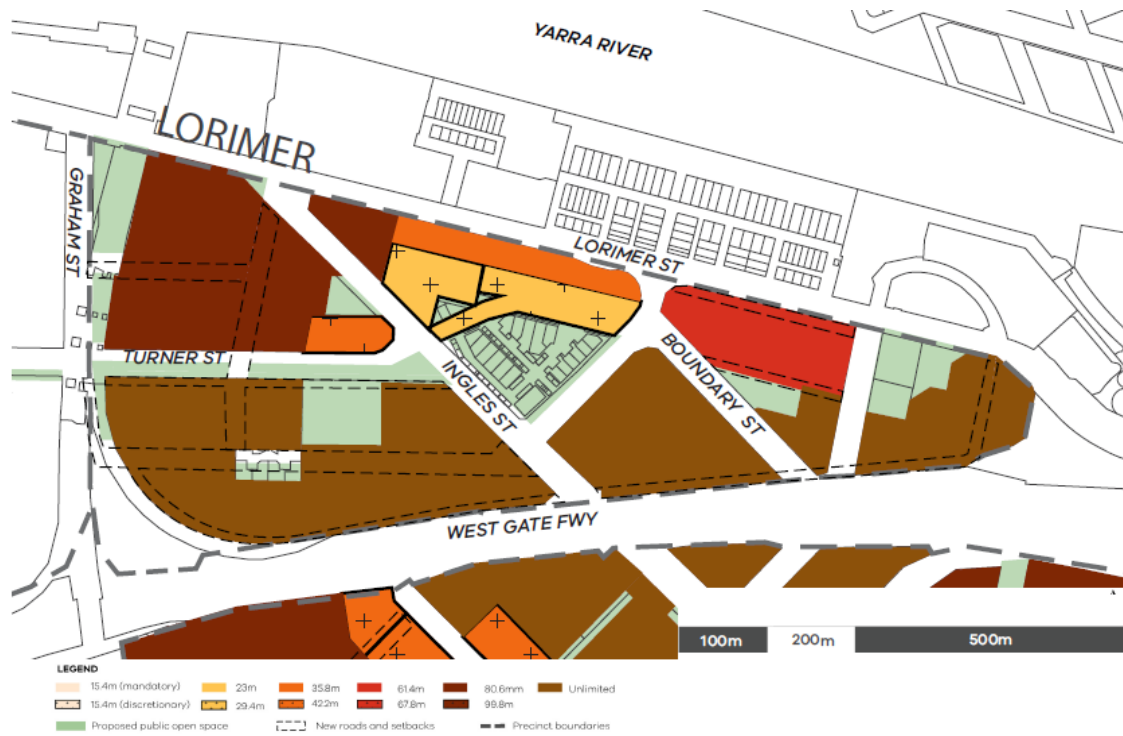 YARRA RIVER
LORIMER
GRAHAM ST
LORIMER ST
TURNER ST
INGLES ST
BOUNDARY ST
WEST GATE FWY
100m 200m 500m
LEGEND
15.4m (mandatory) 23m 35.8m 61.4m 80.6mm Unlimited
15.4m (discretionary) 29.4m 42.2m 67.8m 99.8m
Proposed public open space New roads and setbacks Precinct boundaries